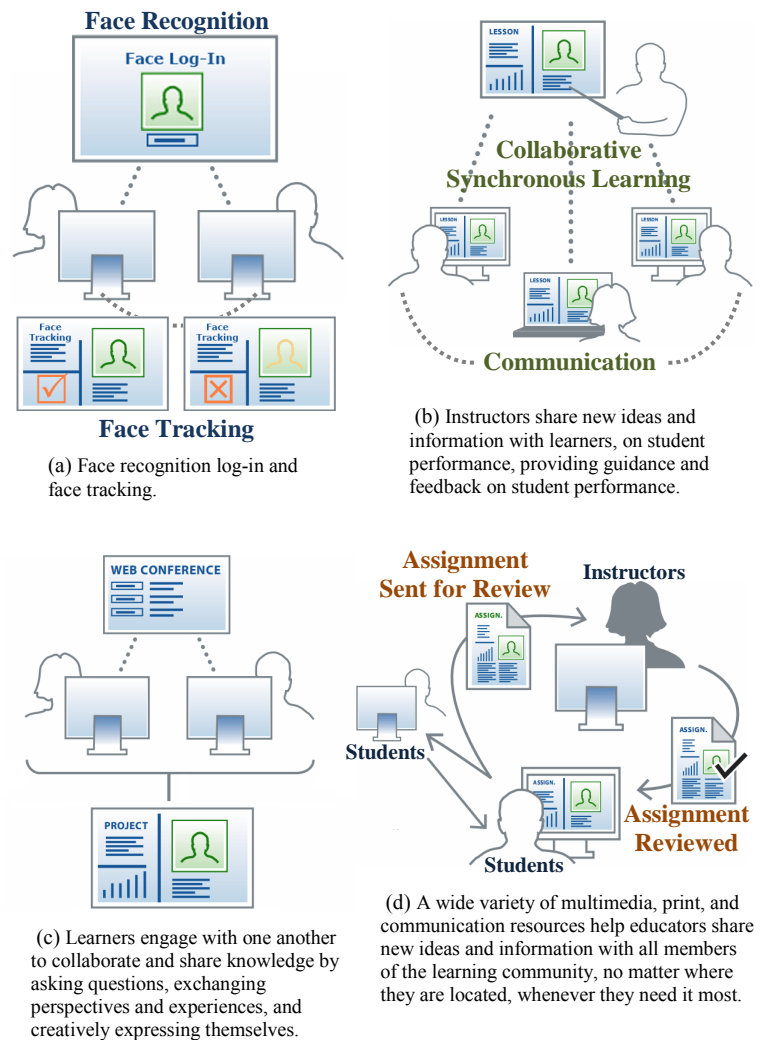 Face Recognition
Face Log-In
Face
Tracking
Face
Tracking
Face Tracking
(a) Face recognition log-in and
face tracking.
LESSON
Collaborative
Synchronous Learning
LESSON
LESSON
LESSON
Communication
(b) Instructors share new ideas and
information with learners, on student
performance, providing guidance and
feedback on student performance.
WEB CONFERENCE
PROJECT
(c) Learners engage with one another
to collaborate and share knowledge by
asking questions, exchanging
perspectives and experiences, and
creatively expressing themselves.
Assignment
Sent for Review
Instructors
ASSIGN.
Students
ASSIGN.
ASSIGN.
Assignment
Reviewed
Students
(d) A wide variety of multimedia, print, and
communication resources help educators share
new ideas and information with all members
of the learning community, no matter where
they are located, whenever they need it most.